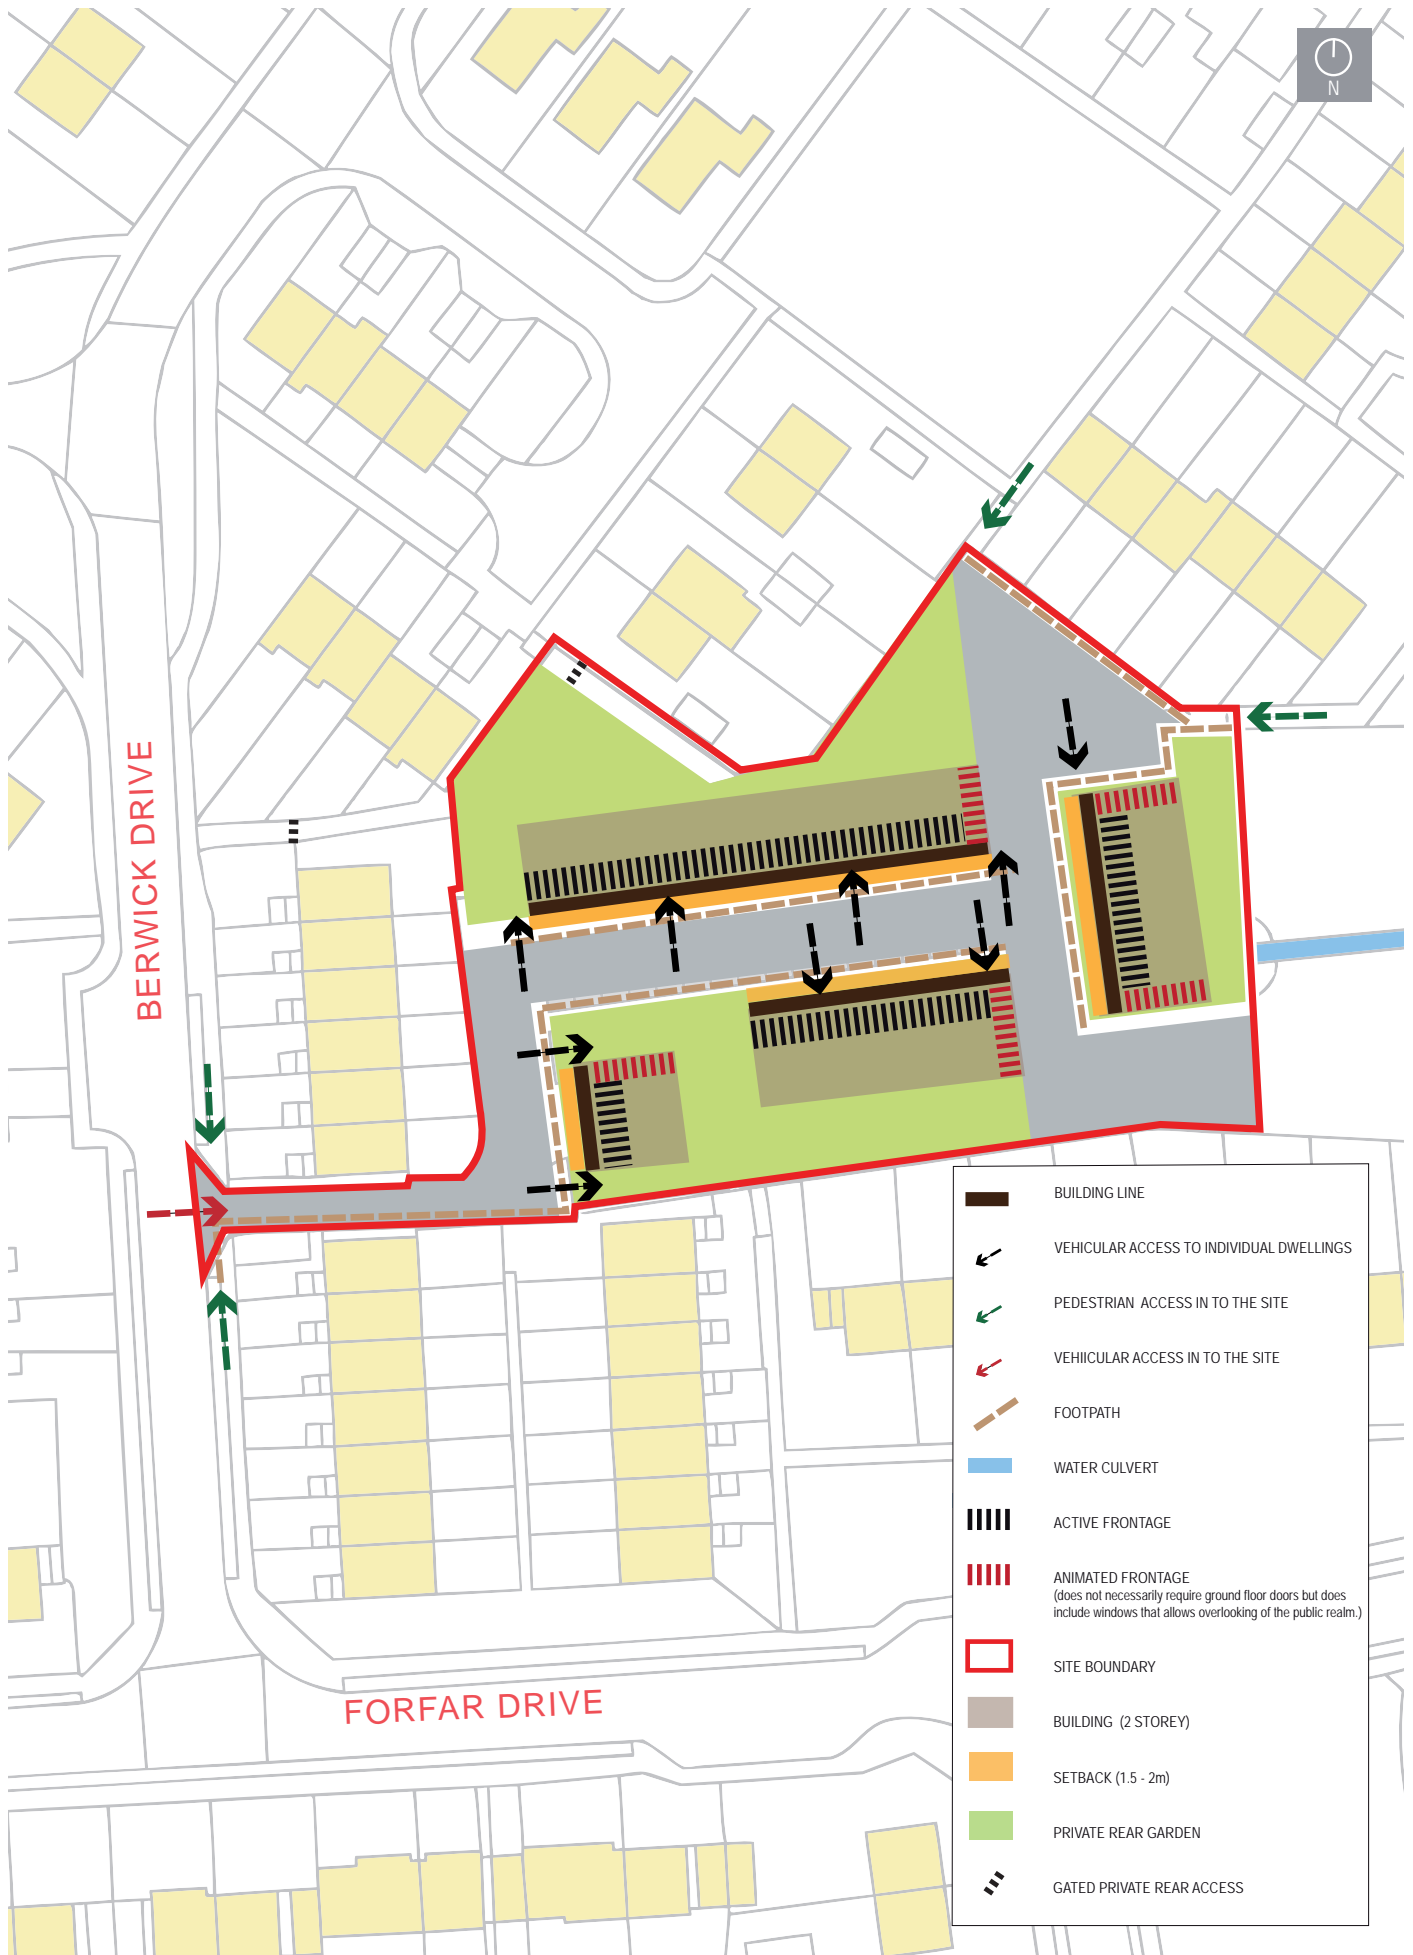 N
BERWICK DRIVE
FORFAR DRIVE
BUILDING LINE
VEHICULAR ACCESS TO INDIVIDUAL DWELLINGS
PEDESTRIAN ACCESS IN TO THE SITE
VEHIICULAR ACCESS IN TO THE SITE
FOOTPATH
WATER CULVERT
ACTIVE FRONTAGE
ANIMATED FRONTAGE
(does not necessarily require ground floor doors but does
include windows that allows overlooking of the public realm.)
SITE BOUNDARY
BUILDING (2 STOREY)
SETBACK (1.5 - 2m)
PRIVATE REAR GARDEN
GATED PRIVATE REAR ACCESS